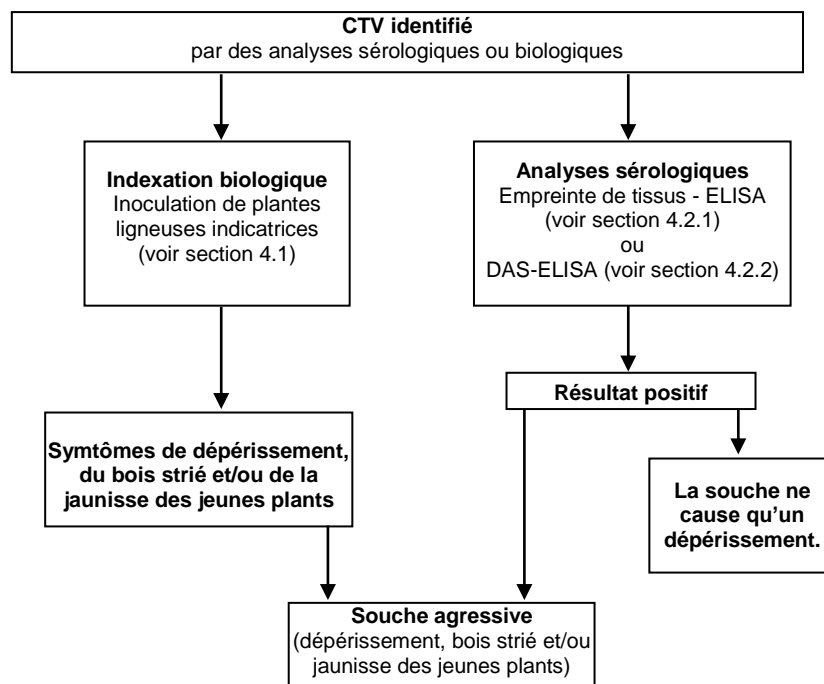 CTV identifié
par des analyses sérologiques ou biologiques
Indexation biologique
Inoculation de plantes
ligneuses indicatrices
(voir section 4.1)
Analyses sérologiques
Empreinte de tissus - ELISA
(voir section 4.2.1)
ou
DAS-ELISA (voir section 4.2.2)
Résultat positif
Symtômes de dépérissement,
du bois strié et/ou de la
jaunisse des jeunes plants
La souche ne
cause qu’un
dépérissement.
Souche agressive
(dépérissement, bois strié et/ou
jaunisse des jeunes plants)